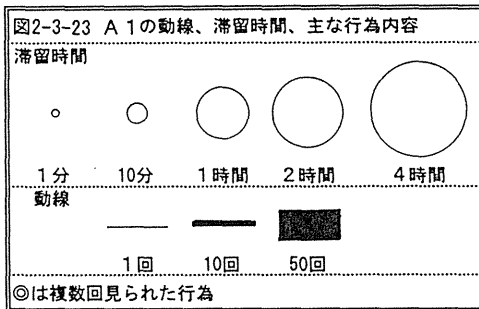 図2-3-23 A1の動線、滞留時間、主な行為内容
滞留時間
1分 10分 1時間 2時間 4時間
動線
1回 10回 50回
◎は複数回見られた行為